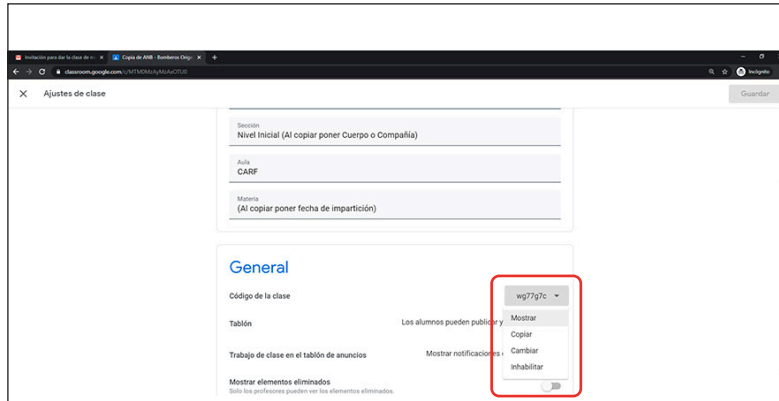 Invitación para dar la clase de
Copia de ANB - Bomberos Orige
classroom.google.com
Incógnito
Ajustes de clase
Guardar
Sección
Nivel Inicial (Al copiar poner Cuerpo o Compañía)
Aula
CARF
Materia
(Al copiar poner fecha de impartición)
General
Código de la clase
wg77g7c
Mostrar
Copiar
Cambiar
Inhabilitar
Tablón
Los alumnos pueden publicar y
Trabajo de clase en el tablón de anuncios
Mostrar notificaciones
Mostrar elementos eliminados
Solo los profesores pueden ver los elementos eliminados.